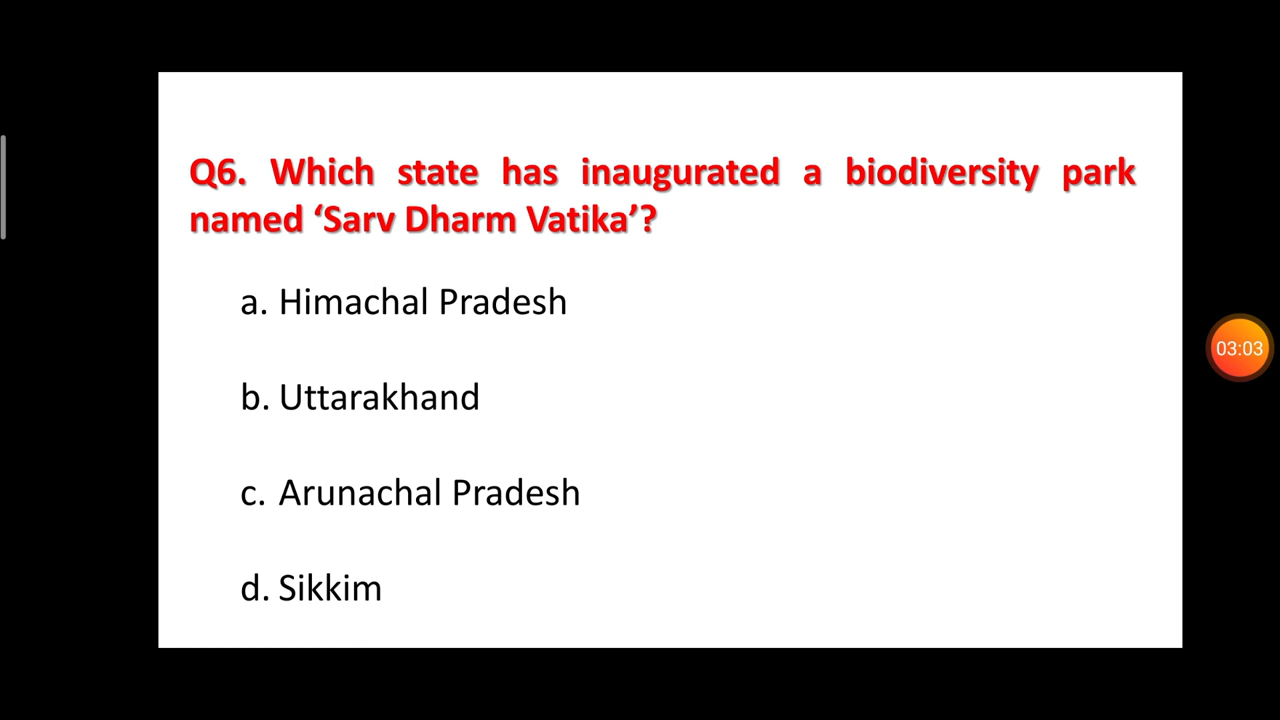 Q6. Which state has inaugurated a biodiversity park
named ‘Sarv Dharm Vatika’?
a. Himachal Pradesh
b. Uttarakhand
03:03
c. Arunachal Pradesh
d. Sikkim